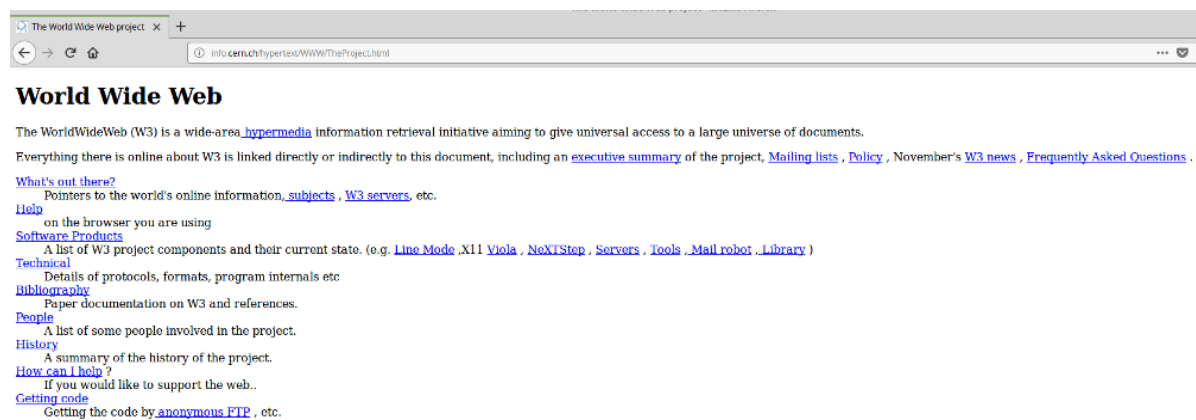 The World Wide Web project × +
info.cern.ch/hypertext/WWW/TheProject.html
World Wide Web
The WorldWideWeb (W3) is a wide-area hypermedia information retrieval initiative aiming to give universal access to a large universe of documents.
Everything there is online about W3 is linked directly or indirectly to this document, including an executive summary of the project, Mailing lists , Policy , November's W3 news , Frequently Asked Questions .
What's out there?
Pointers to the world's online information, subjects , W3 servers, etc.
Help
on the browser you are using
Software Products
A list of W3 project components and their current state. (e.g. Line Mode ,X11 Viola , NeXTStep , Servers , Tools , Mail robot , Library )
Technical
Details of protocols, formats, program internals etc
Bibliography
Paper documentation on W3 and references.
People
A list of some people involved in the project.
History
A summary of the history of the project.
How can I help ?
If you would like to support the web..
Getting code
Getting the code by anonymous FTP , etc.